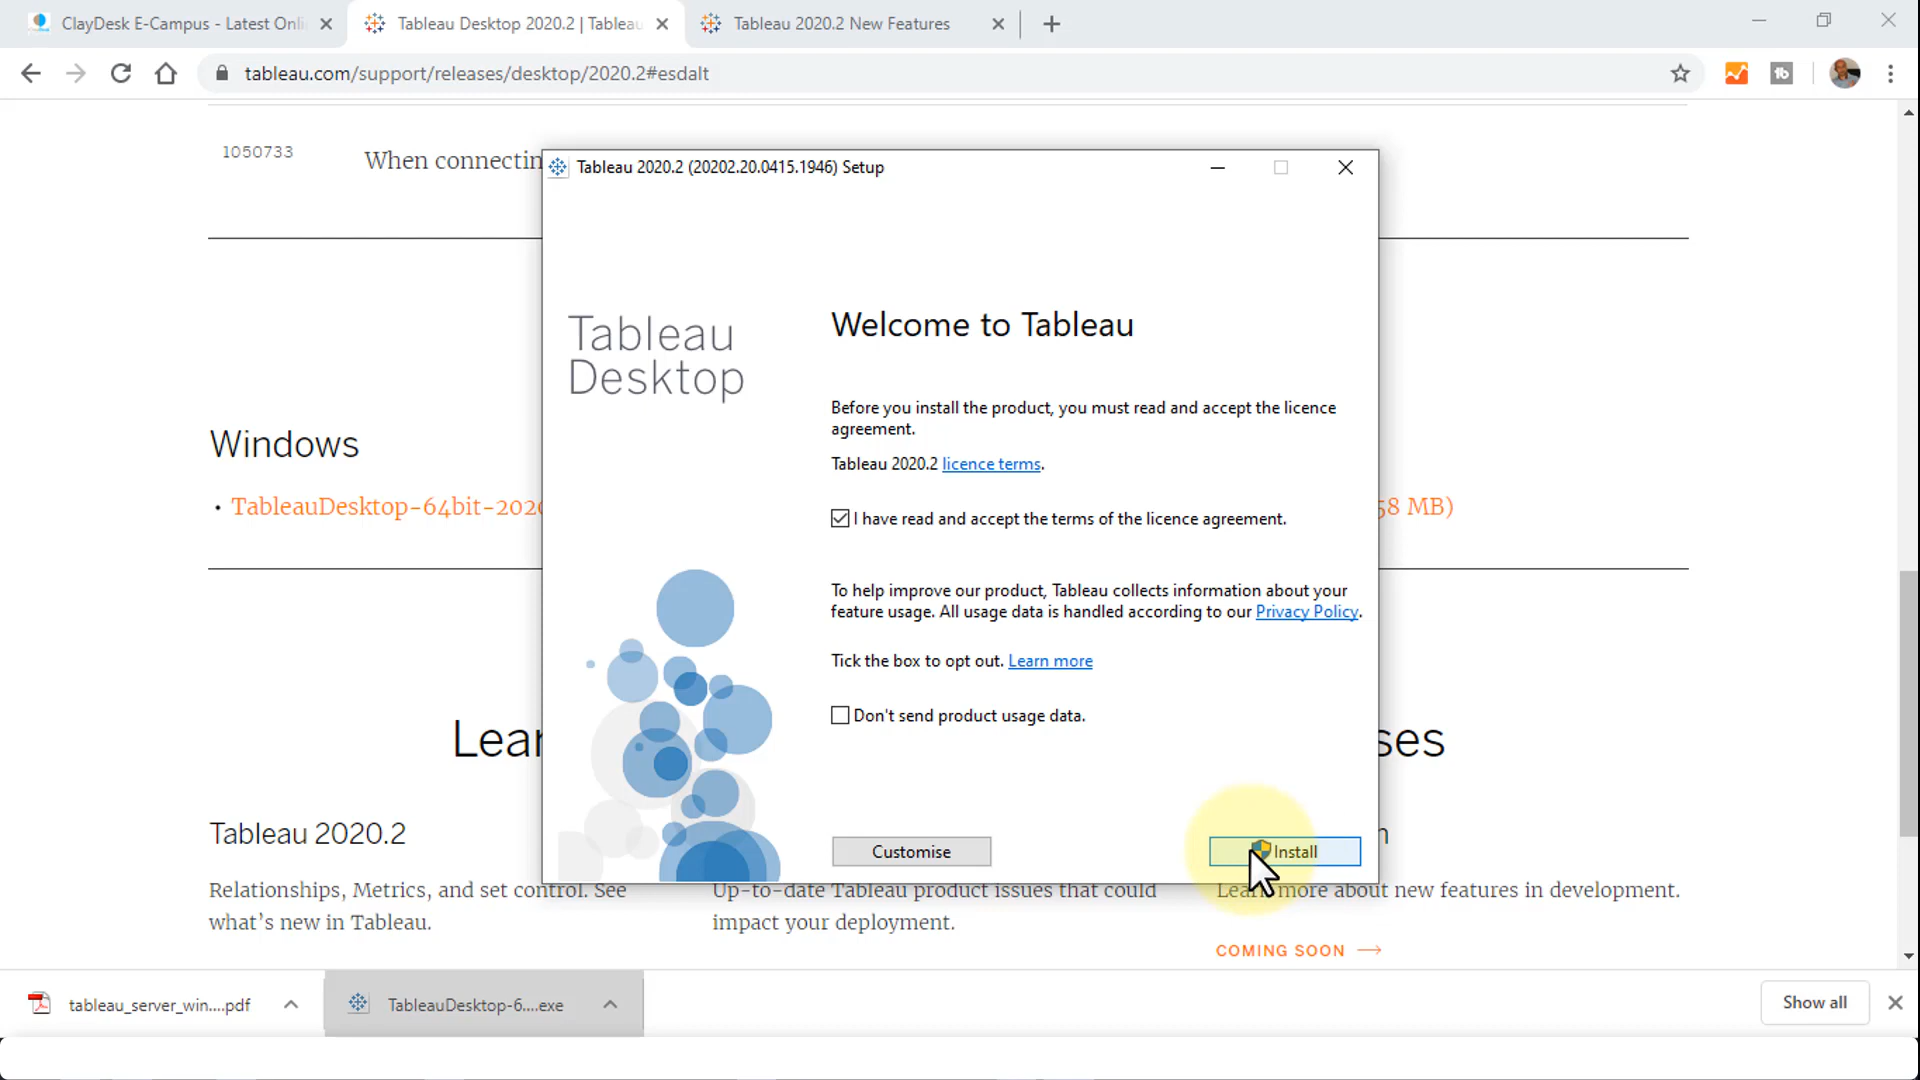 ClayDesk E-Campus - Latest Onli
Tableau Desktop 2020.2 | Tableau
Tableau 2020.2 New Features
tableau.com/support/releases/desktop/2020.2#esdalt
1050733
When connectin
Tableau 2020.2 (20202.20.0415.1946) Setup
Tableau
Desktop
Welcome to Tableau
Before you install the product, you must read and accept the licence
agreement.
Tableau 2020.2 licence terms.
I have read and accept the terms of the licence agreement.
To help improve our product, Tableau collects information about your
feature usage. All usage data is handled according to our Privacy Policy.
Tick the box to opt out. Learn more
Don't send product usage data.
Customise
Install
Windows
• TableauDesktop-64bit-202
58 MB)
Lear
ses
Tableau 2020.2
Relationships, Metrics, and set control. See
what's new in Tableau.
Up-to-date Tableau product issues that could
impact your deployment.
n
Learn more about new features in development.
COMING SOON
tableau_server_win....pdf
TableauDesktop-6....exe
Show all